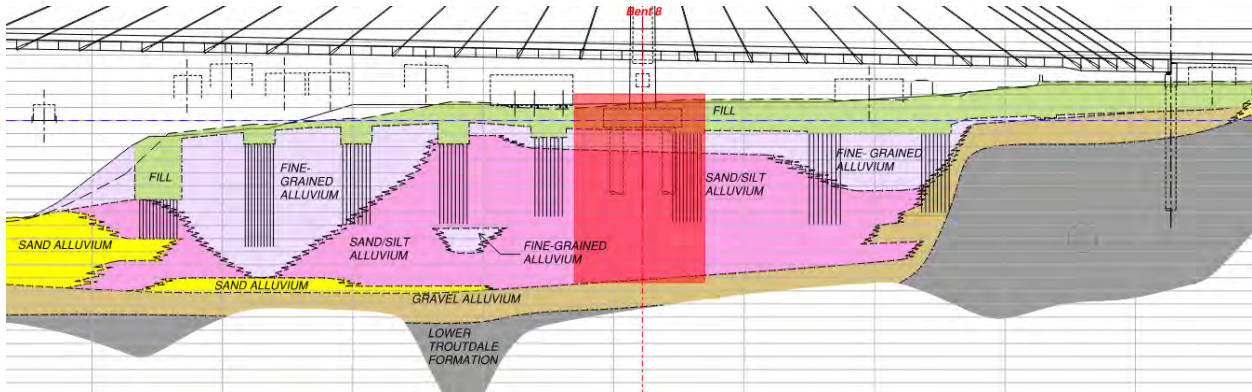 Bent 8
FILL
FINE-
GRAINED
ALLUVIUM
FILL
FINE- GRAINED
ALLUVIUM
SAND/SILT
ALLUVIUM
SAND ALLUVIUM
SAND/SILT
ALLUVIUM
FINE-GRAINED
ALLUVIUM
SAND ALLUVIUM
GRAVEL ALLUVIUM
LOWER
TROUTDALE
FORMATION